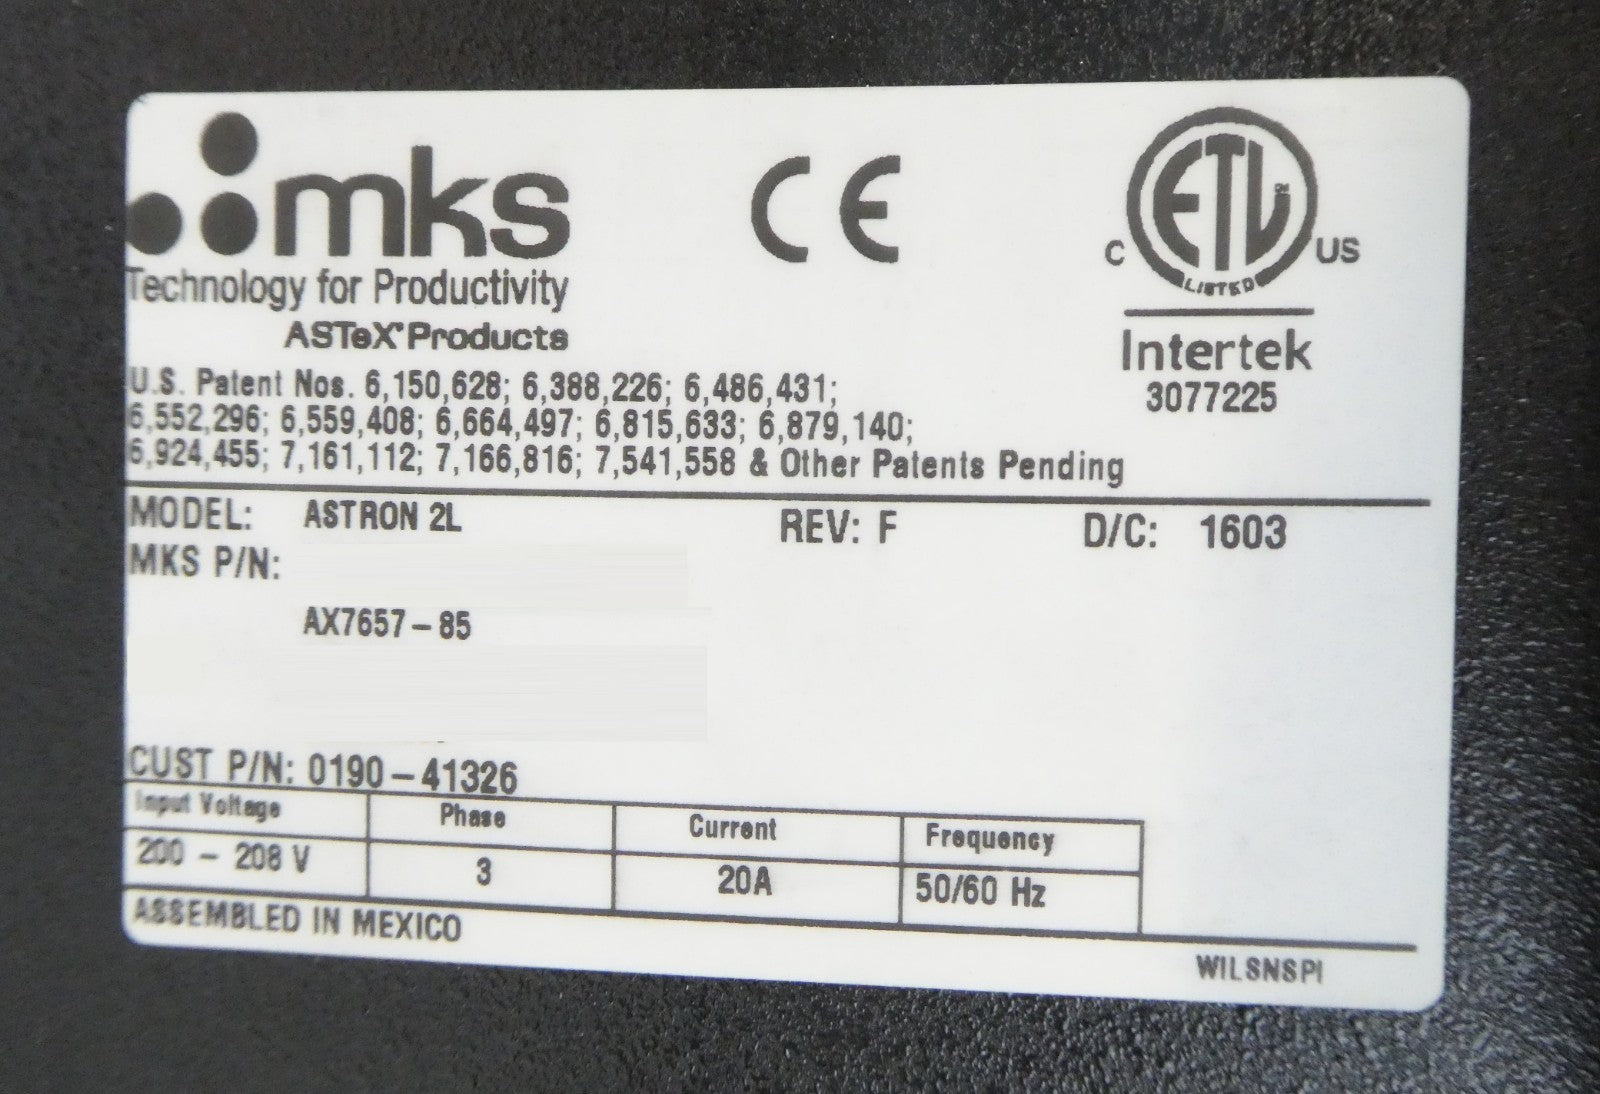 mks
CE
ETL
CM
LISTED
C US
Technology for Productivity
ASTeX Products
Intertek
3077225
U.S. Patent Nos. 6,150,628; 6,388,226; 6,486,431;
6,552,296; 6,559,408; 6,664,497; 6,815,633; 6,879,140;
6,924,455; 7,161,112; 7,166,816; 7,541,558 & Other Patents Pending
MODEL: ASTRON 2L REV: F D/C: 1603
MKS P/N:
AX7657-85
CUST P/N: 0190-41326
Input Voltage Phase Current Frequency
200 - 208 V 3 20A 50/60 Hz
ASSEMBLED IN MEXICO
WILSNSPI